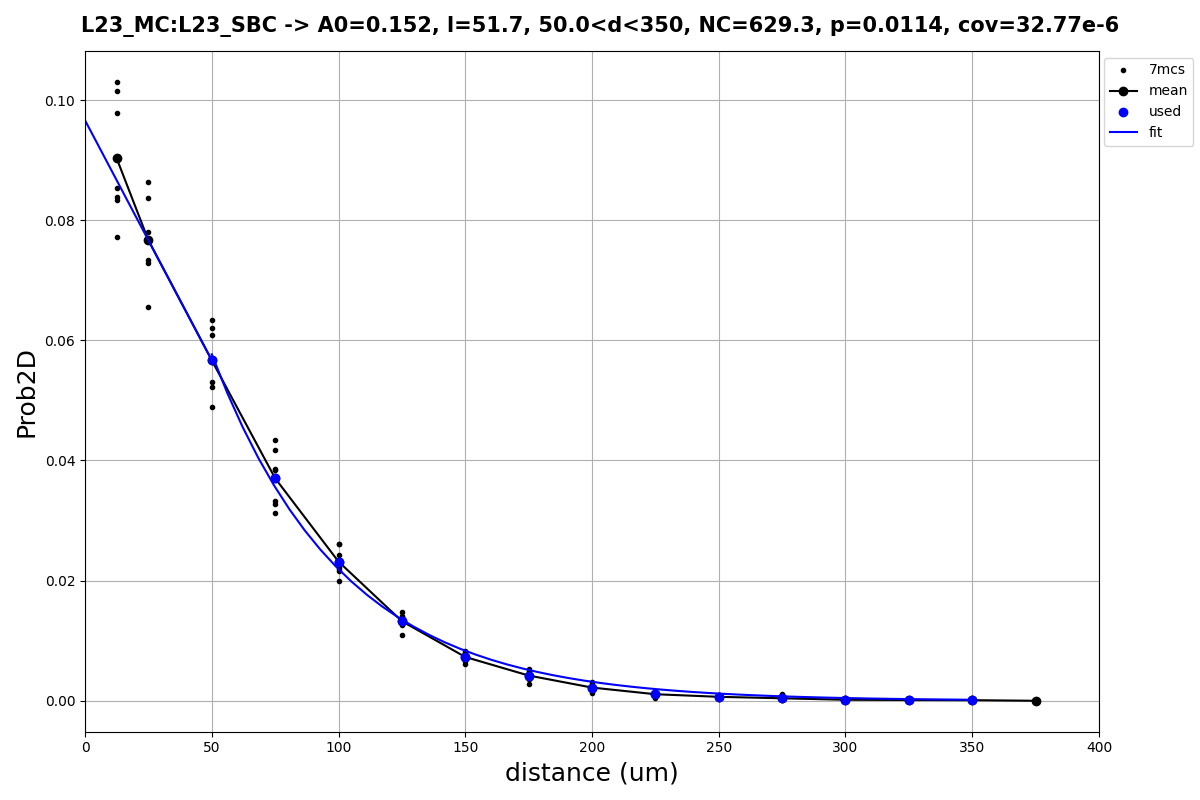 L23_MC:L23_SBC -> A0=0.152, l=51.7, 50.0<d<350, NC=629.3, p=0.0114, cov=32.77e-6
7mcs
mean
used
fit
0.10
0.08
0.06
0.04
0.02
0.00
Prob2D
0 50 100 150 200 250 300 350 400
distance (um)